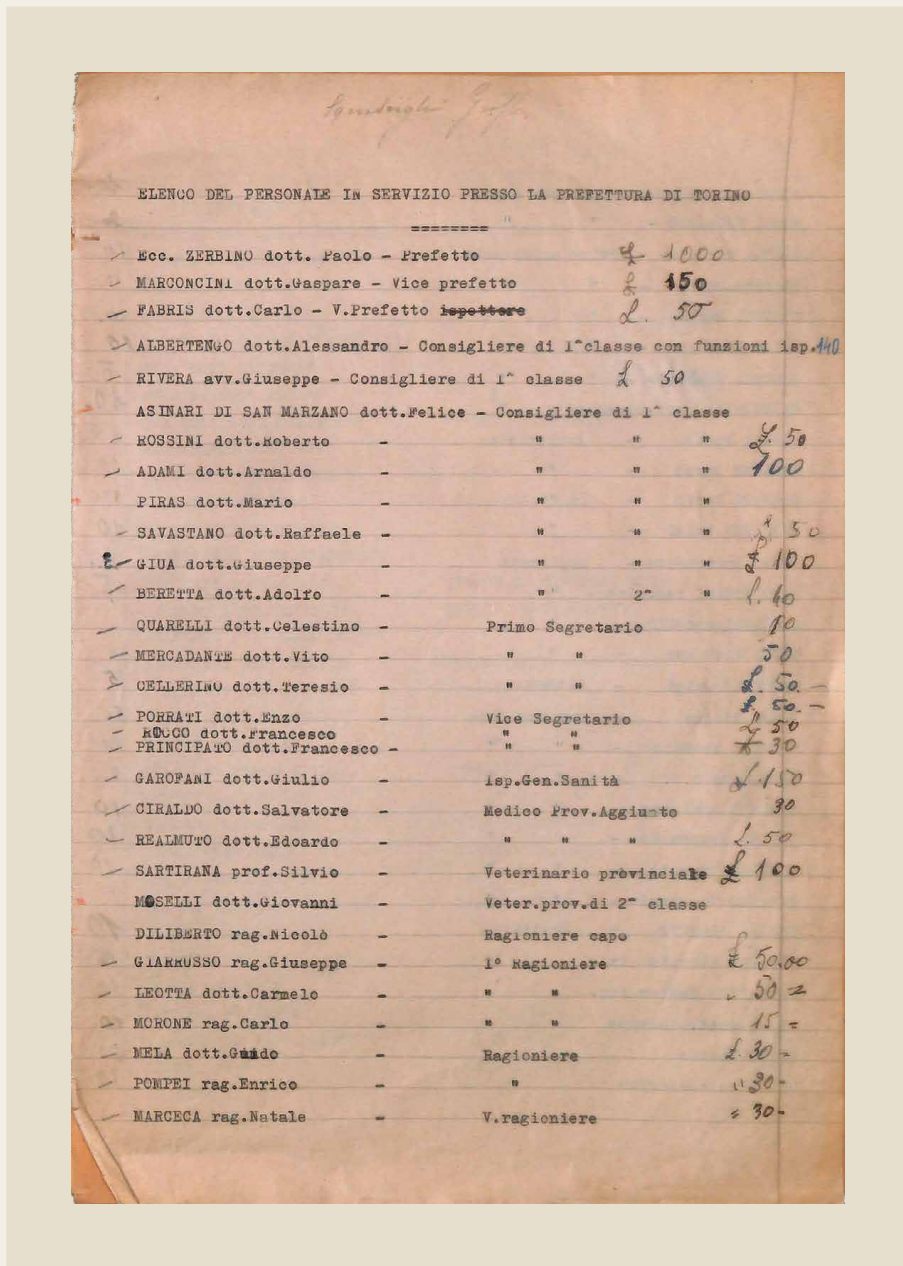 ELENCO DEL PERSONALE IN SERVIZIO PRESSO LA PREFETTURA DI TORINO
========
Ecc. ZERBINO dott. Paolo - Prefetto £ 1000
MARCONCINI dott.Gaspare - Vice prefetto £ 150
FABRIS dott.Carlo - V.Prefetto ispettore L. 50
ALBERTENGO dott.Alessandro - Consigliere di 1^classe con funzioni isp. 140
RIVERA avv.Giuseppe - Consigliere di 1^ classe £ 50
ASINARI DI SAN MARZANO dott.Felice - Consigliere di 1^ classe
ROSSINI dott.Roberto - " " " £. 50
ADAMI dott.Arnaldo - " " " 100
PIRAS dott.Mario - " " "
SAVASTANO dott.Raffaele - " " " 50
GIUA dott.Giuseppe - " " " £ 100
BERETTA dott.Adolfo - " 2^ " L. 40
QUARELLI dott.Celestino - Primo Segretario 10
MERCADANTE dott.Vito - " " 50
CELLERINO dott.Teresio - " " £. 50.-
£. 50.-
PORRATI dott.Enzo - Vice Segretario
ROCCO dott.Francesco " " £ 50
PRINCIPATO dott.Francesco - " " £ 30
GAROFANI dott.Giulio - Isp.Gen.Sanità £ 150
CIRALDO dott.Salvatore - Medico Prov.Aggiunto 30
REALMUTO dott.Edoardo - " " " L. 50
SARTIRANA prof.Silvio - Veterinario provinciale £ 100
MOSELLI dott.Giovanni - Veter.prov.di 2^ classe
DILIBERTO rag.Nicolò - Ragioniere capo
GIARRUSSO rag.Giuseppe - 1° Ragioniere £ 50.00
LEOTTA dott.Carmelo - " " " 50 =
MORONE rag.Carlo - " " 15 =
MELA dott.Guido - Ragioniere £. 30 -
POMPEI rag.Enrico - " " 30 -
MARCECA rag.Natale - V.ragioniere " 30 -